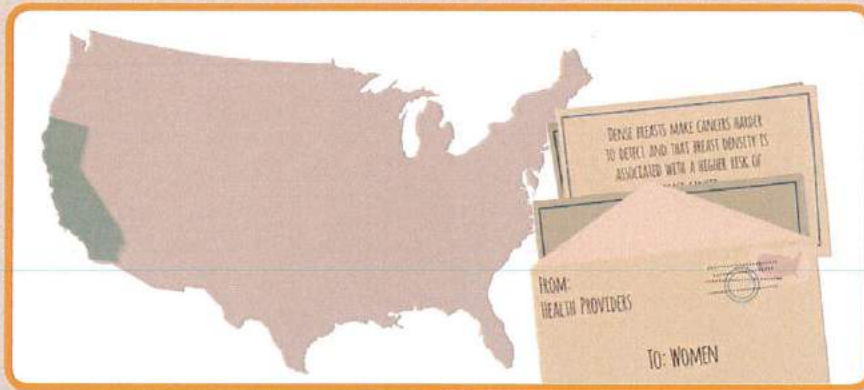 DENSE BREASTS MAKE CANCERS HARDER
TO DETECT AND THAT BREAST DENSITY IS
ASSOCIATED WITH A HIGHER RISK OF
FROM:
HEALTH PROVIDERS
TO: WOMEN